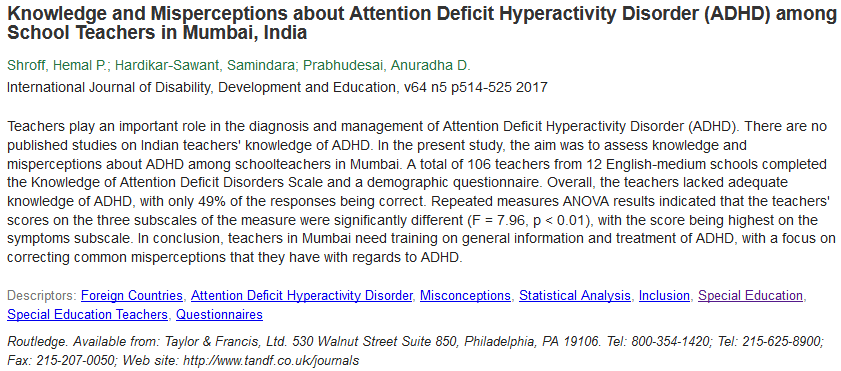 Knowledge and Misperceptions about Attention Deficit Hyperactivity Disorder (ADHD) among
School Teachers in Mumbai, India
Shroff, Hemal P.; Hardikar-Sawant, Samindara; Prabhudesai, Anuradha D.
International Journal of Disability, Development and Education, v64 n5 p514-525 2017
Teachers play an important role in the diagnosis and management of Attention Deficit Hyperactivity Disorder (ADHD). There are no
published studies on Indian teachers' knowledge of ADHD. In the present study, the aim was to assess knowledge and
misperceptions about ADHD among schoolteachers in Mumbai. A total of 106 teachers from 12 English-medium schools completed
the Knowledge of Attention Deficit Disorders Scale and a demographic questionnaire. Overall, the teachers lacked adequate
knowledge of ADHD, with only 49% of the responses being correct. Repeated measures ANOVA results indicated that the teachers'
scores on the three subscales of the measure were significantly different (F = 7.96, p < 0.01), with the score being highest on the
symptoms subscale. In conclusion, teachers in Mumbai need training on general information and treatment of ADHD, with a focus on
correcting common misperceptions that they have with regards to ADHD.
Descriptors: Foreign Countries, Attention Deficit Hyperactivity Disorder, Misconceptions, Statistical Analysis, Inclusion, Special Education,
Special Education Teachers, Questionnaires
Routledge. Available from: Taylor & Francis, Ltd. 530 Walnut Street Suite 850, Philadelphia, PA 19106. Tel: 800-354-1420; Tel: 215-625-8900;
Fax: 215-207-0050; Web site: http://www.tandf.co.uk/journals